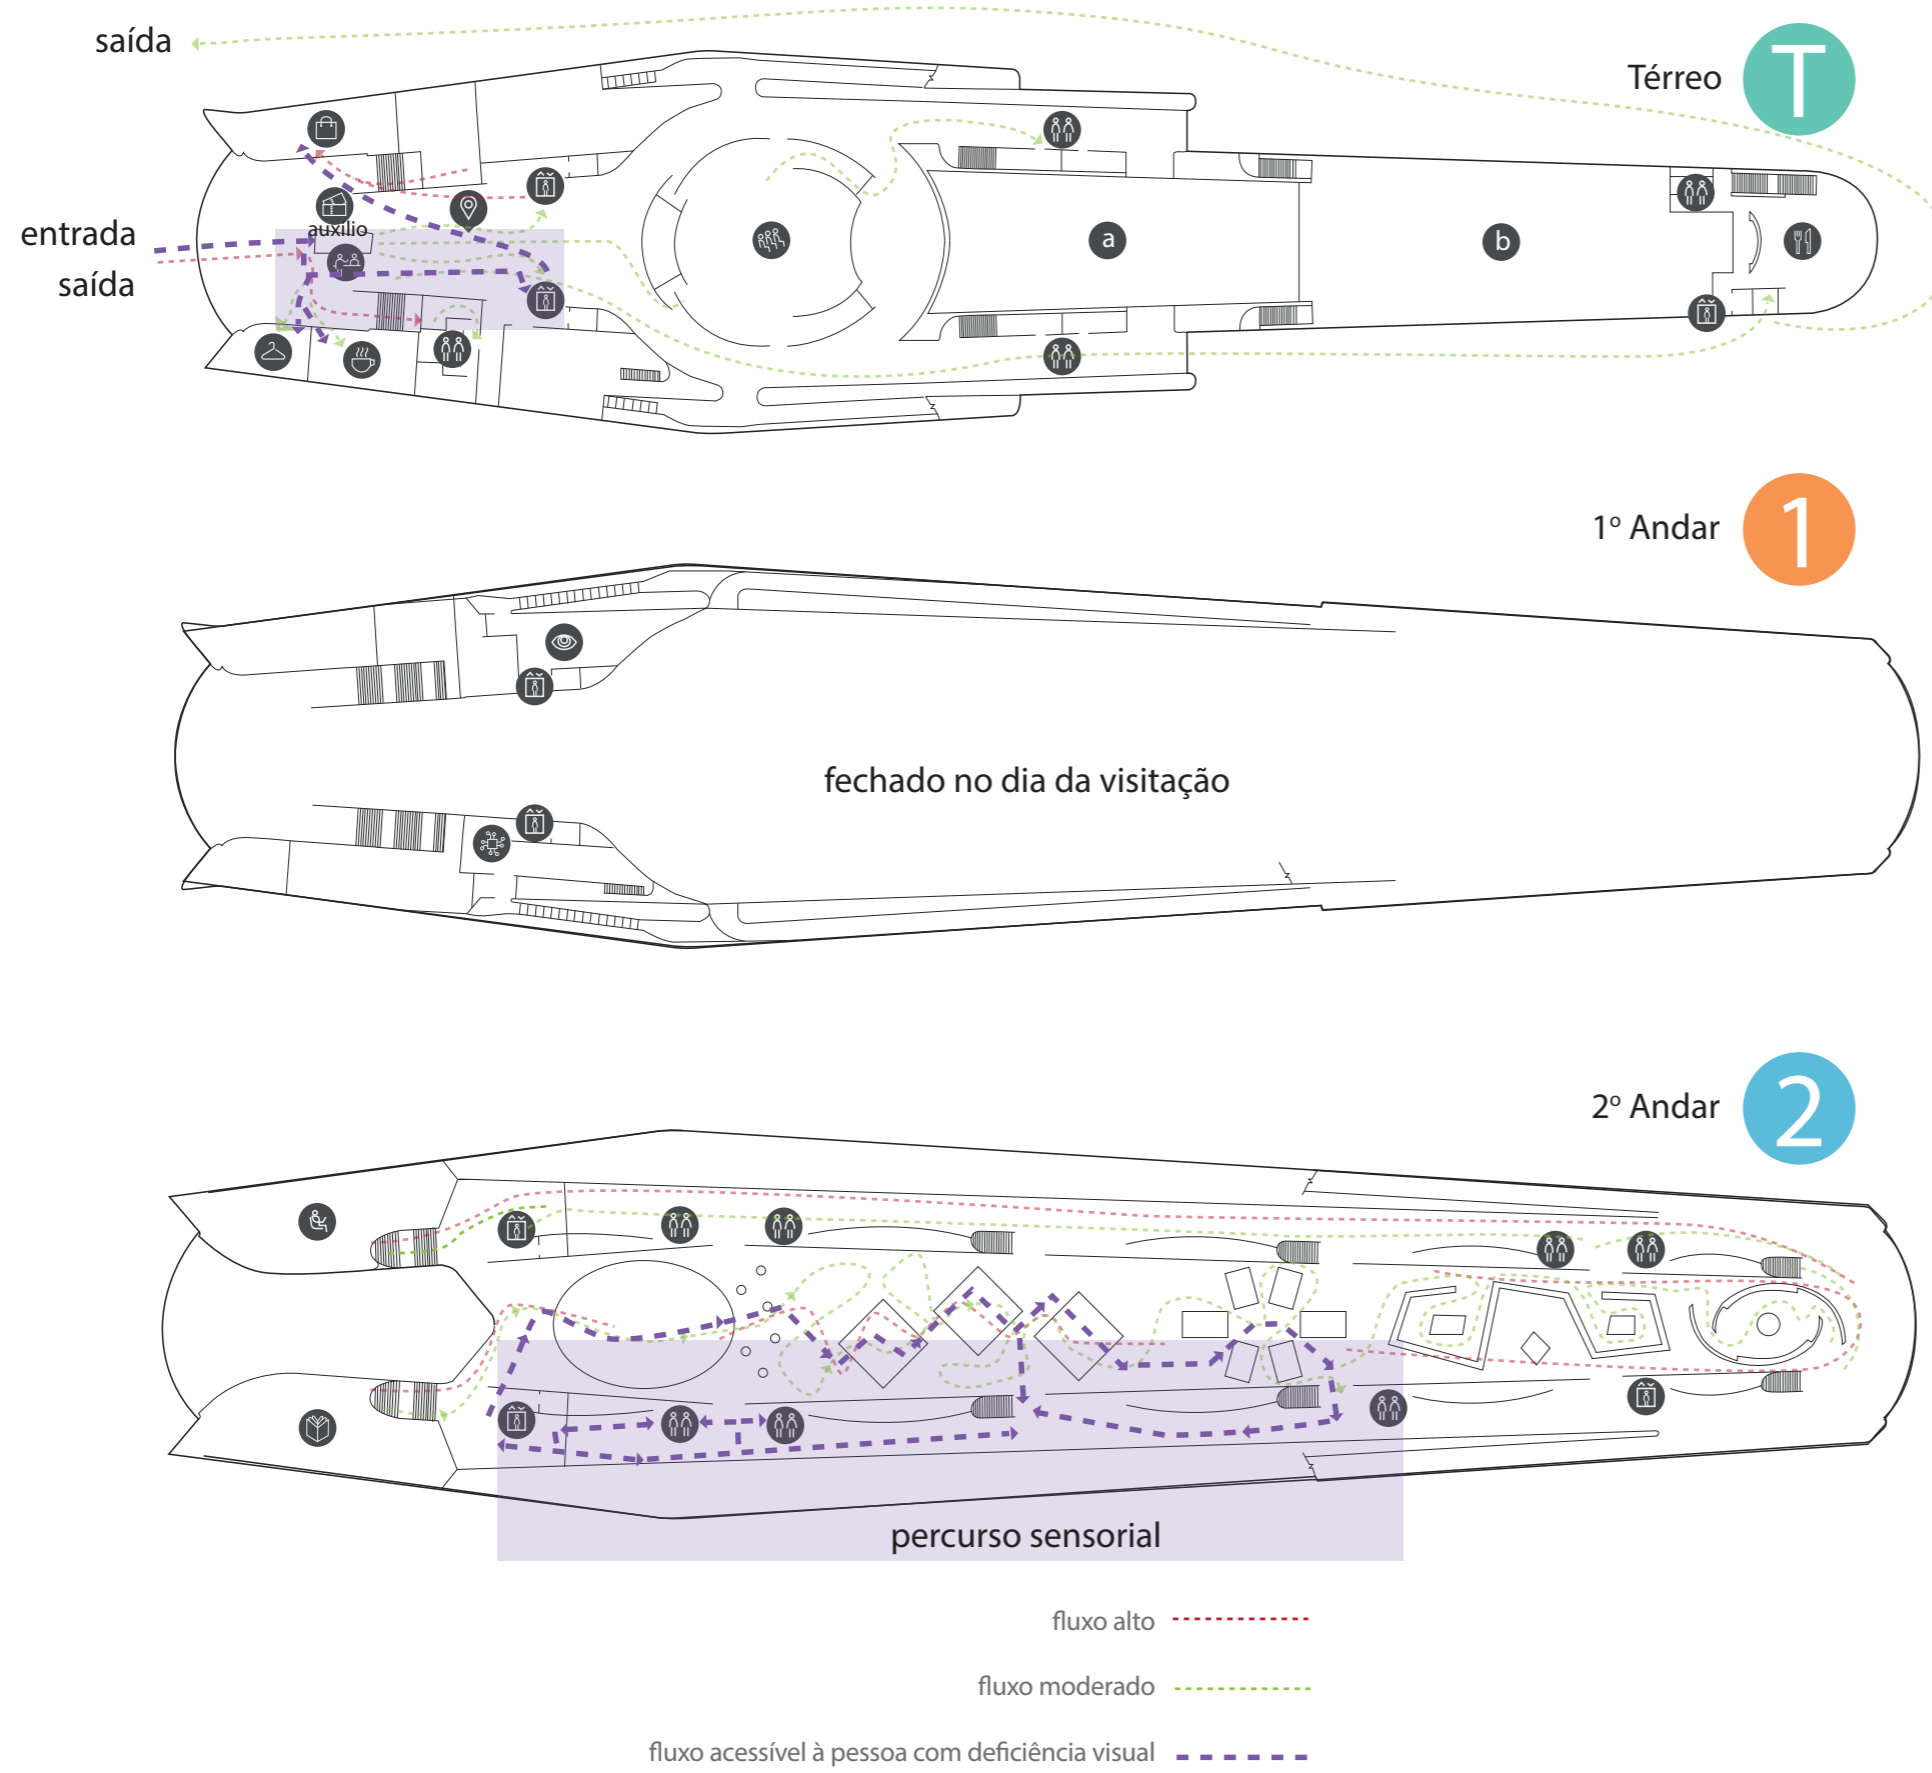 saída
Térreo
T
auxílio
entrada
saída
a
b
1º Andar
1
fechado no dia da visitação
2º Andar
2
percurso sensorial
fluxo alto
fluxo moderado
fluxo acessível à pessoa com deficiência visual